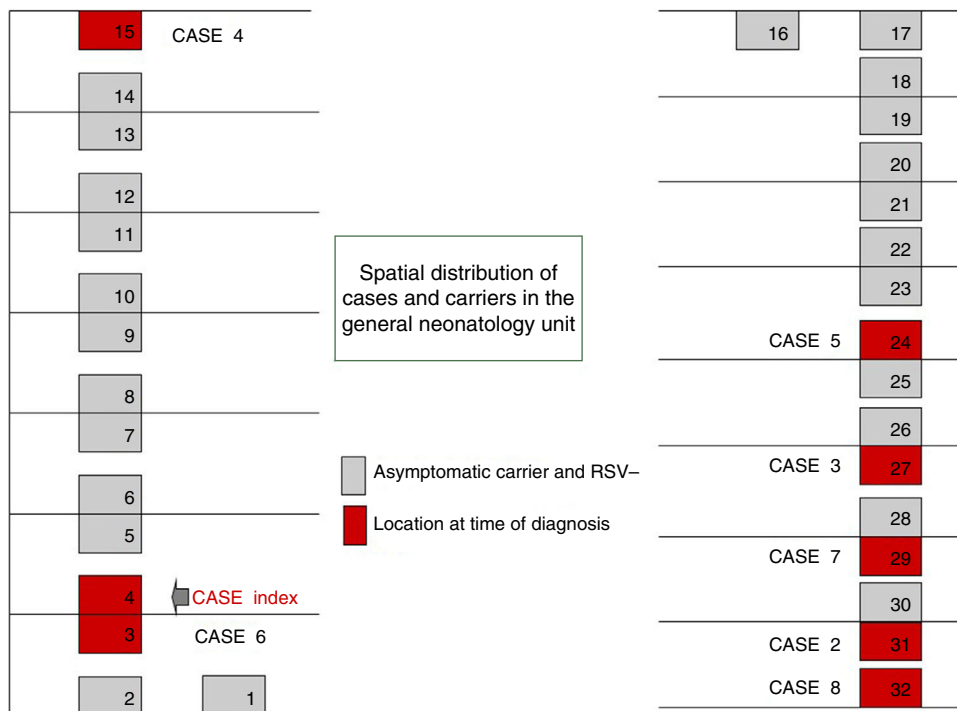 15 CASE 4
14
13
12
11
10
9
8
7
6
5
4 CASE index
3 CASE 6
2 1
Spatial distribution of
cases and carriers in the
general neonatology unit
Asymptomatic carrier and RSV–
Location at time of diagnosis
16 17
18
19
20
21
22
23
CASE 5 24
25
26
CASE 3 27
28
CASE 7 29
30
CASE 2 31
CASE 8 32